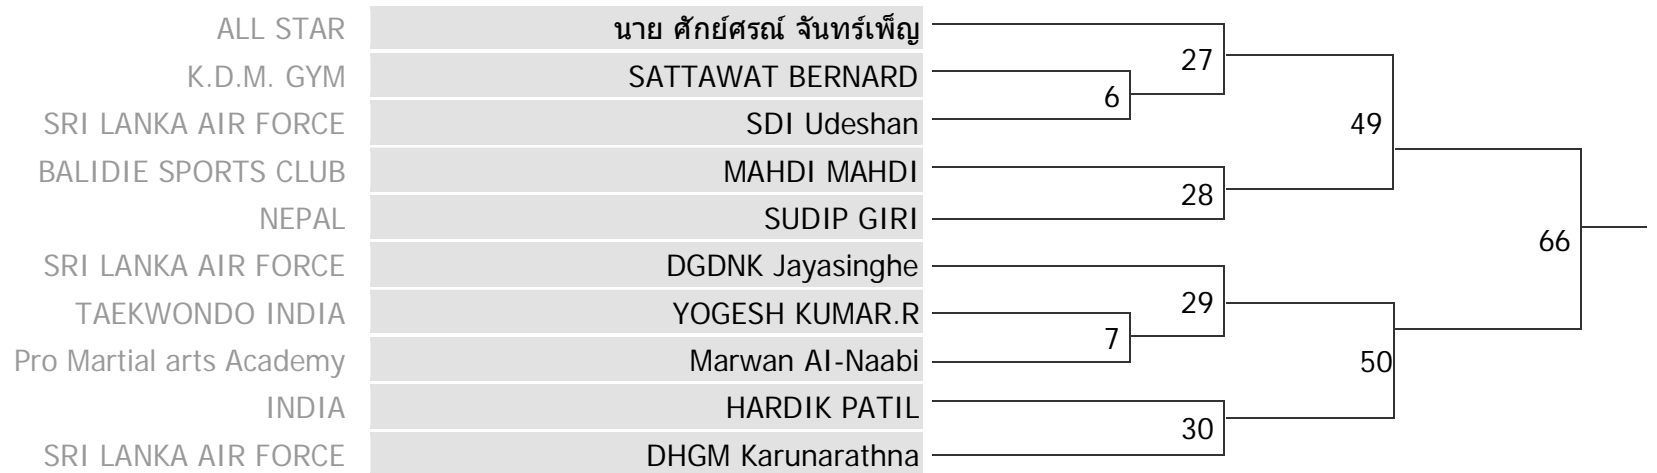 ALL STAR นาย ศักย์ศรณ์ จันทร์เพ็ญ
27
K.D.M. GYM SATTAWAT BERNARD
6
SRI LANKA AIR FORCE SDI Udeshan
49
BALIDIE SPORTS CLUB MAHDI MAHDI
28
NEPAL SUDIP GIRI
66
SRI LANKA AIR FORCE DGDNK Jayasinghe
29
TAEKWONDO INDIA YOGESH KUMAR.R
7
Pro Martial arts Academy Marwan AI-Naabi
50
INDIA HARDIK PATIL
30
SRI LANKA AIR FORCE DHGM Karunarathna